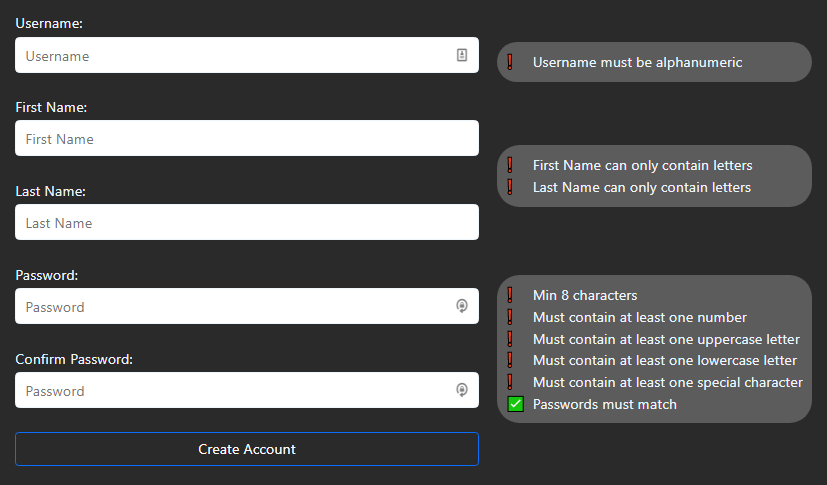 Username:
Username
Username must be alphanumeric
First Name:
First Name
First Name can only contain letters
Last Name can only contain letters
Last Name:
Last Name
Password:
Password
Min 8 characters
Must contain at least one number
Must contain at least one uppercase letter
Must contain at least one lowercase letter
Must contain at least one special character
Passwords must match
Confirm Password:
Password
Create Account